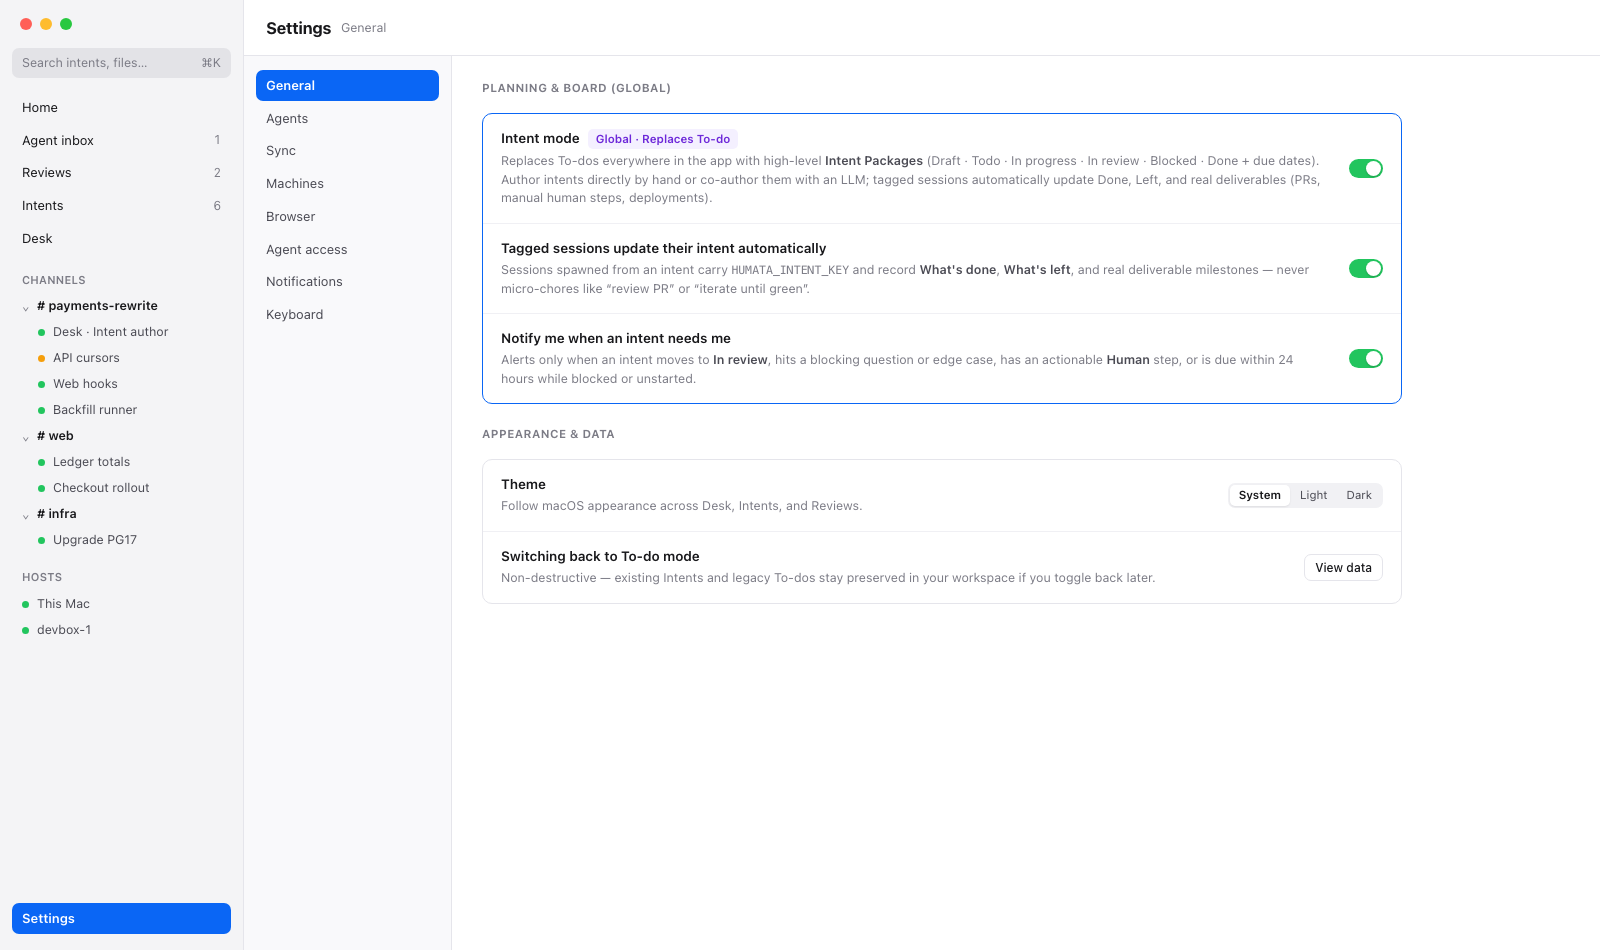 Search intents, files... ⌘K
Home
Agent inbox 1
Reviews 2
Intents 6
Desk
CHANNELS
# payments-rewrite
Desk · Intent author
API cursors
Web hooks
Backfill runner
# web
Ledger totals
Checkout rollout
# infra
Upgrade PG17
HOSTS
This Mac
devbox-1
Settings
Settings General
General
Agents
Sync
Machines
Browser
Agent access
Notifications
Keyboard
PLANNING & BOARD (GLOBAL)
Intent mode Global · Replaces To-do
Replaces To-dos everywhere in the app with high-level Intent Packages (Draft · Todo · In progress · In review · Blocked · Done + due dates).
Author intents directly by hand or co-author them with an LLM; tagged sessions automatically update Done, Left, and real deliverables (PRs,
manual human steps, deployments).
Tagged sessions update their intent automatically
Sessions spawned from an intent carry HUMATA_INTENT_KEY and record What's done, What's left, and real deliverable milestones — never
micro-chores like “review PR” or “iterate until green”.
Notify me when an intent needs me
Alerts only when an intent moves to In review, hits a blocking question or edge case, has an actionable Human step, or is due within 24
hours while blocked or unstarted.
APPEARANCE & DATA
Theme
Follow macOS appearance across Desk, Intents, and Reviews.
System Light Dark
Switching back to To-do mode
Non-destructive — existing Intents and legacy To-dos stay preserved in your workspace if you toggle back later.
View data